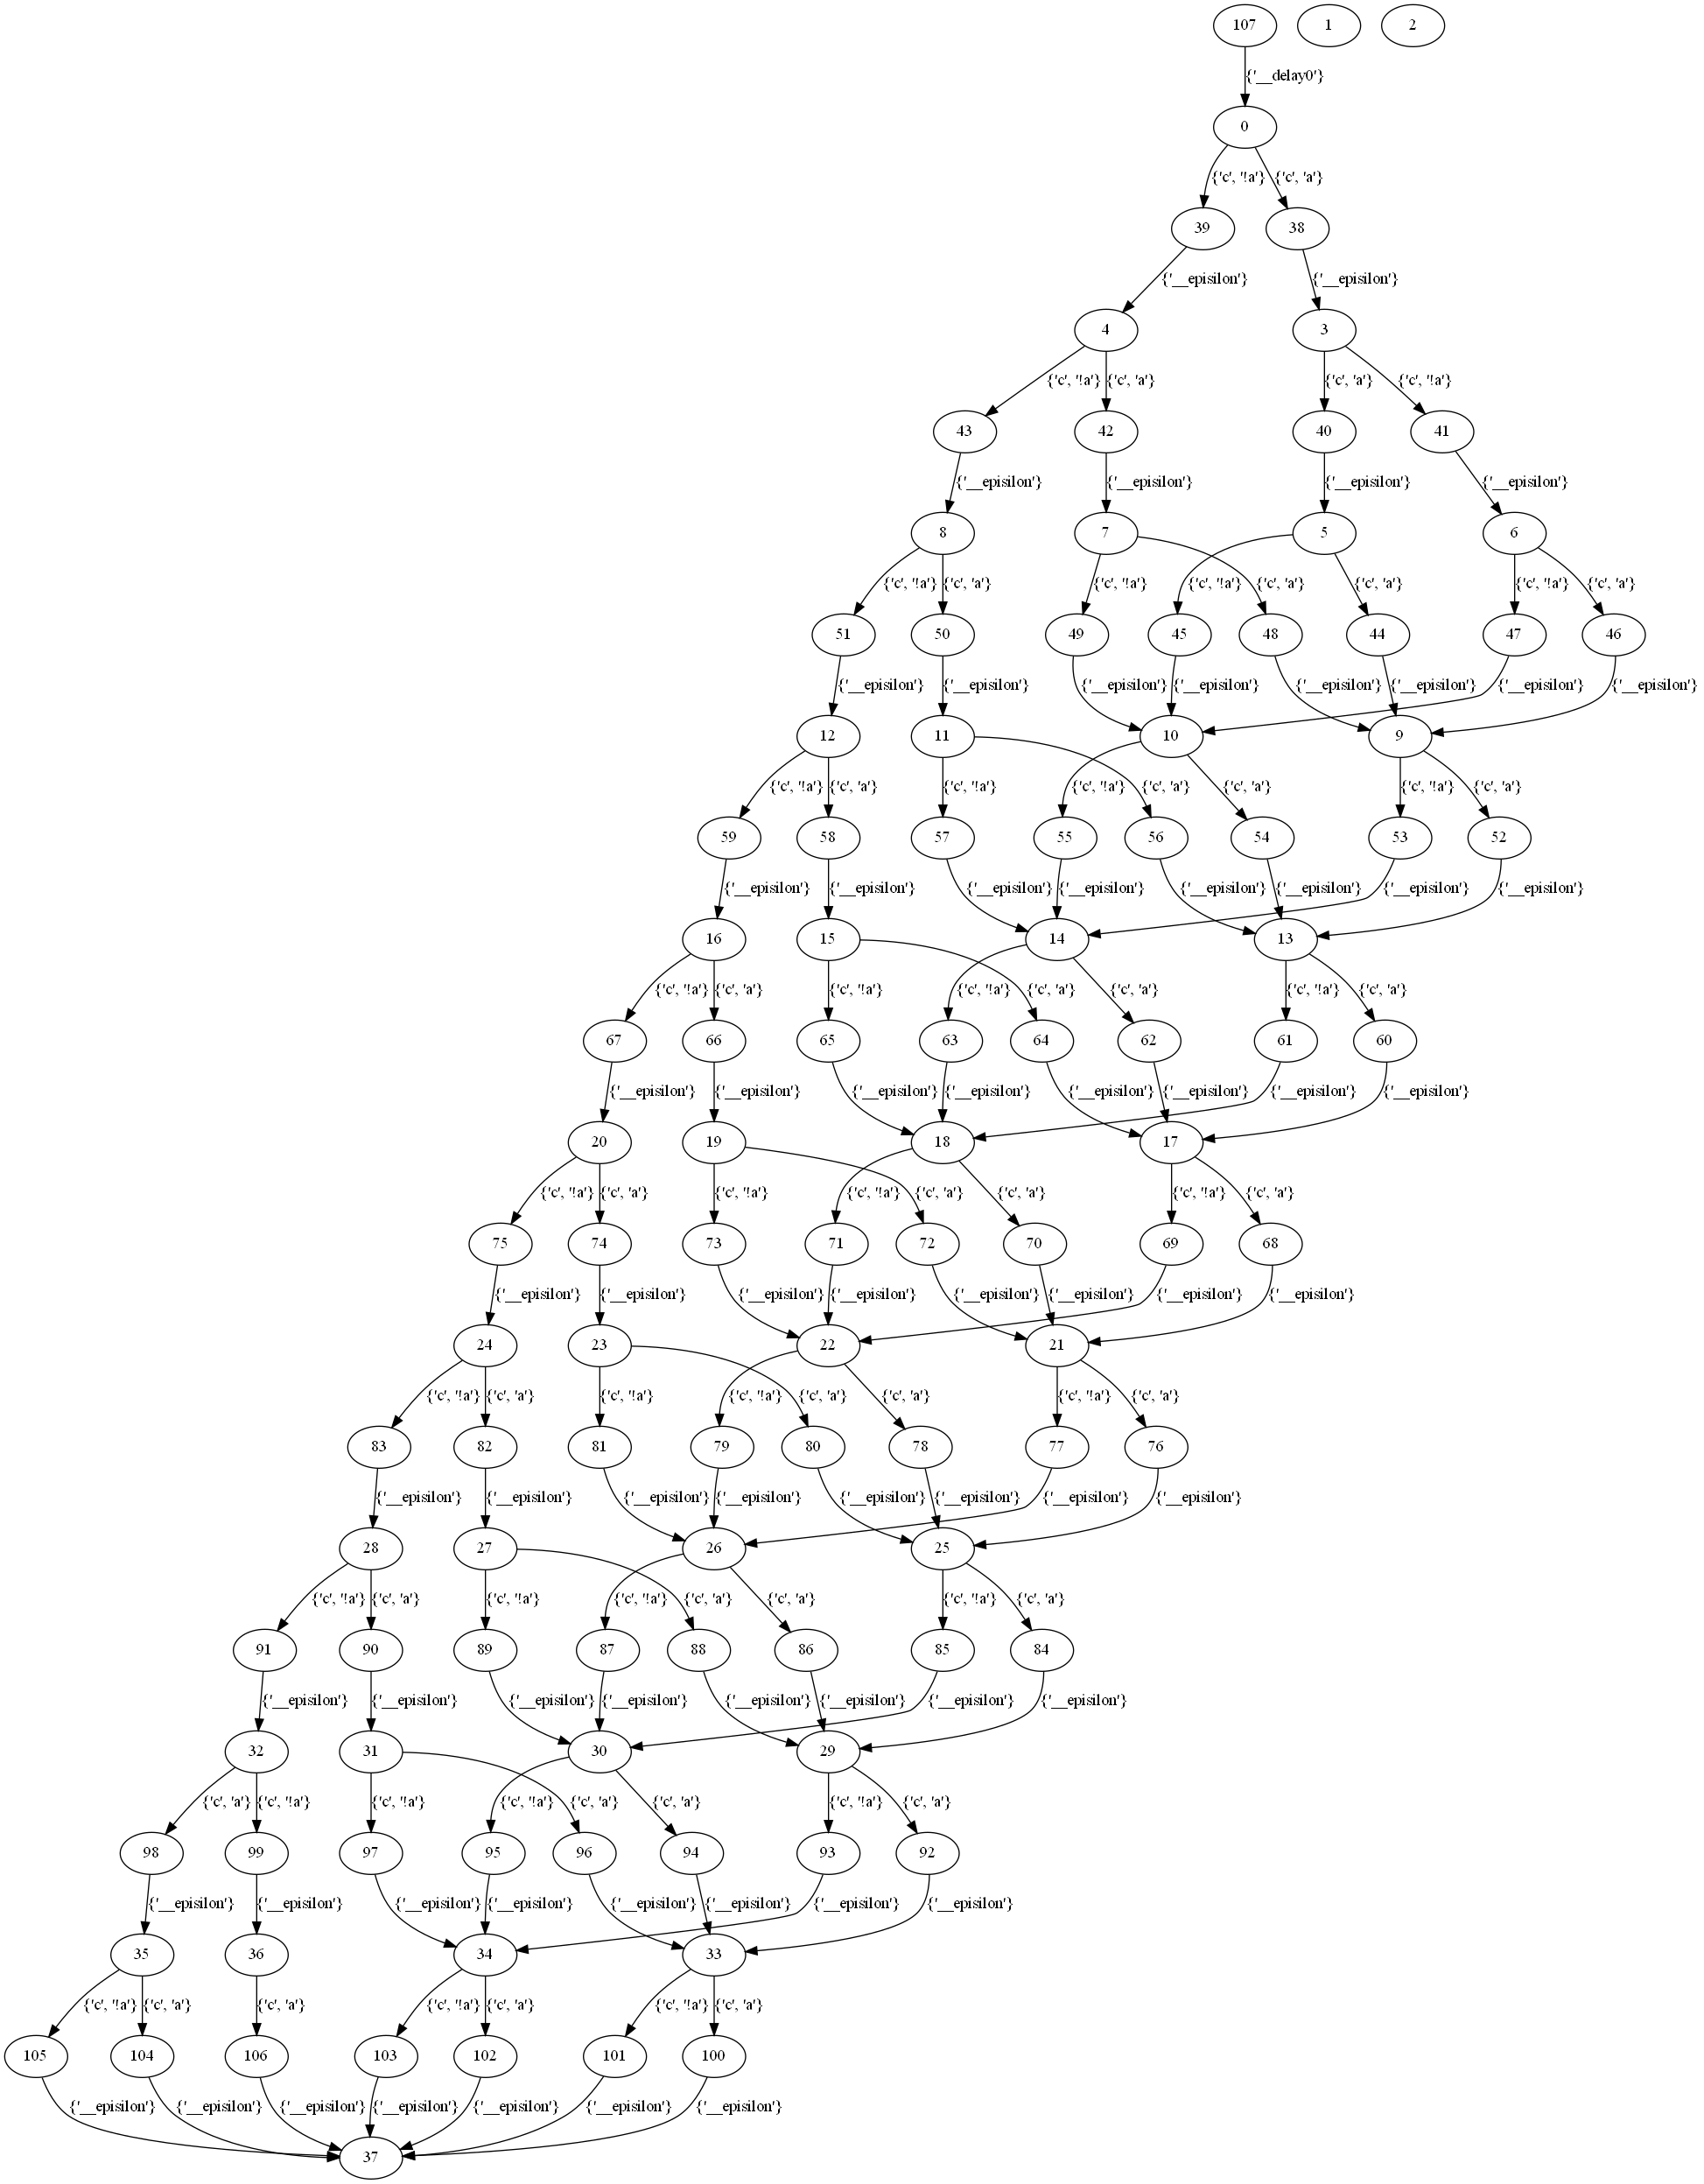 107 1 2
{'__delay0'}
0
{'c', '!a'} {'c', 'a'}
39 38
{'__episilon'} {'__episilon'}
4 3
{'c', '!a'} {'c', 'a'} {'c', 'a'} {'c', '!a'}
43 42 40 41
{'__episilon'} {'__episilon'} {'__episilon'} {'__episilon'}
8 7 5 6
{'c', '!a'} {'c', 'a'} {'c', '!a'} {'c', '!a'} {'c', 'a'} {'c', 'a'} {'c', '!a'} {'c', 'a'}
51 50 49 45 48 44 47 46
{'__episilon'} {'__episilon'} {'__episilon'} {'__episilon'} {'__episilon'} {'__episilon'} {'__episilon'} {'__episilon'}
12 11 10 9
{'c', '!a'} {'c', 'a'} {'c', '!a'} {'c', '!a'} {'c', 'a'} {'c', 'a'} {'c', '!a'} {'c', 'a'}
59 58 57 55 56 54 53 52
{'__episilon'} {'__episilon'} {'__episilon'} {'__episilon'} {'__episilon'} {'__episilon'} {'__episilon'} {'__episilon'}
16 15 14 13
{'c', '!a'} {'c', 'a'} {'c', '!a'} {'c', '!a'} {'c', 'a'} {'c', 'a'} {'c', '!a'} {'c', 'a'}
67 66 65 63 64 62 61 60
{'__episilon'} {'__episilon'} {'__episilon'} {'__episilon'} {'__episilon'} {'__episilon'} {'__episilon'} {'__episilon'}
20 19 18 17
{'c', '!a'} {'c', 'a'} {'c', '!a'} {'c', '!a'} {'c', 'a'} {'c', 'a'} {'c', '!a'} {'c', 'a'}
75 74 73 71 72 70 69 68
{'__episilon'} {'__episilon'} {'__episilon'} {'__episilon'} {'__episilon'} {'__episilon'} {'__episilon'} {'__episilon'}
24 23 22 21
{'c', '!a'} {'c', 'a'} {'c', '!a'} {'c', '!a'} {'c', 'a'} {'c', 'a'} {'c', '!a'} {'c', 'a'}
83 82 81 79 80 78 77 76
{'__episilon'} {'__episilon'} {'__episilon'} {'__episilon'} {'__episilon'} {'__episilon'} {'__episilon'} {'__episilon'}
28 27 26 25
{'c', '!a'} {'c', 'a'} {'c', '!a'} {'c', '!a'} {'c', 'a'} {'c', 'a'} {'c', '!a'} {'c', 'a'}
91 90 89 87 88 86 85 84
{'__episilon'} {'__episilon'} {'__episilon'} {'__episilon'} {'__episilon'} {'__episilon'} {'__episilon'} {'__episilon'}
32 31 30 29
{'c', 'a'} {'c', '!a'} {'c', '!a'} {'c', '!a'} {'c', 'a'} {'c', 'a'} {'c', '!a'} {'c', 'a'}
98 99 97 95 96 94 93 92
{'__episilon'} {'__episilon'} {'__episilon'} {'__episilon'} {'__episilon'} {'__episilon'} {'__episilon'} {'__episilon'}
35 36 34 33
{'c', '!a'} {'c', 'a'} {'c', 'a'} {'c', '!a'} {'c', 'a'} {'c', '!a'} {'c', 'a'}
105 104 106 103 102 101 100
{'__episilon'} {'__episilon'} {'__episilon'} {'__episilon'} {'__episilon'} {'__episilon'} {'__episilon'}
37